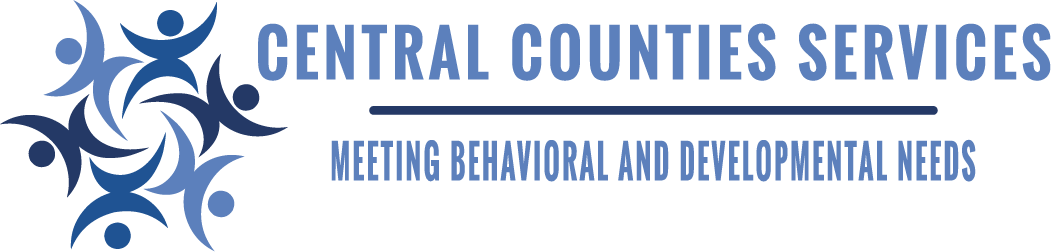 CENTRAL COUNTIES SERVICES
MEETING BEHAVIORAL AND DEVELOPMENTAL NEEDS